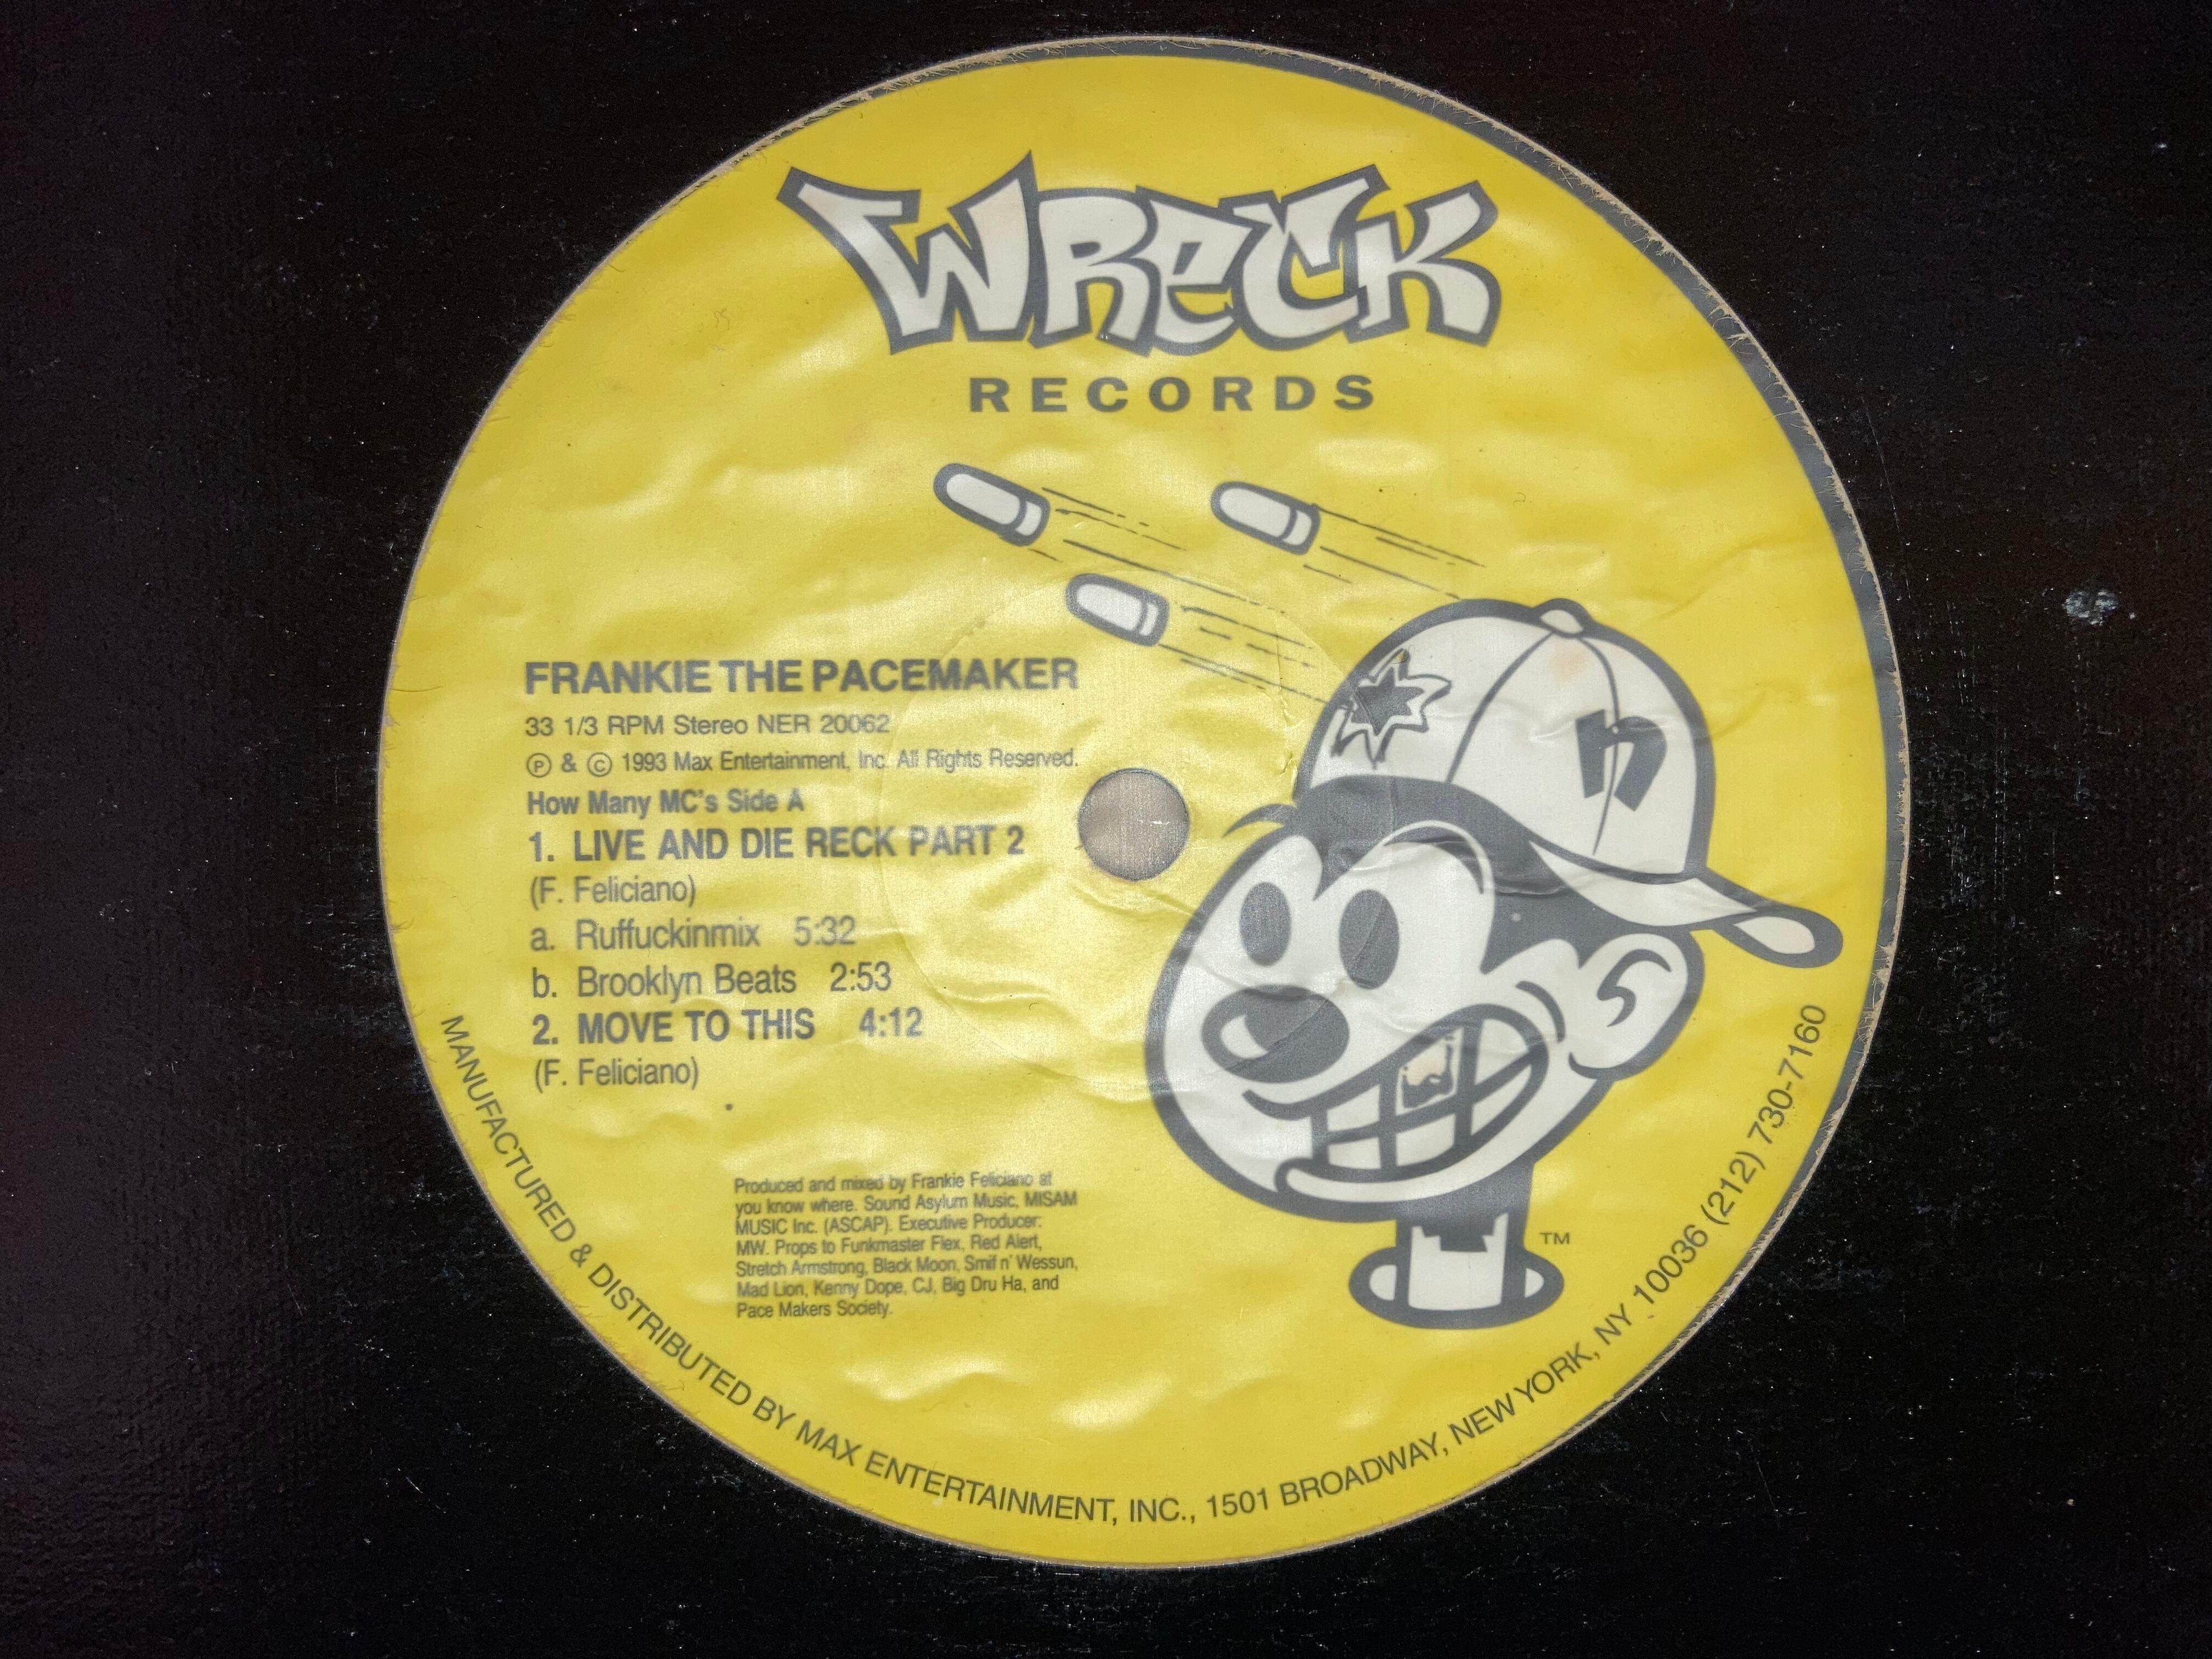 WRECK
RECORDS
n
FRANKIE THE PACEMAKER
33 1/3 RPM Stereo NER 20062
Ⓟ & © 1993 Max Entertainment, Inc. All Rights Reserved.
How Many MC's Side A
1. LIVE AND DIE RECK PART 2
(F. Feliciano)
a. Ruffuckinmix 5:32
b. Brooklyn Beats 2:53
2. MOVE TO THIS 4:12
(F. Feliciano)
Produced and mixed by Frankie Feliciano at
you know where. Sound Asylum Music, MISAM
MUSIC Inc. (ASCAP). Executive Producer:
MW. Props to Funkmaster Flex, Red Alert,
Stretch Armstrong, Black Moon, Smif n' Wessun,
Mad Lion, Kenny Dope, CJ, Big Dru Ha, and
Pace Makers Society.
TM
MANUFACTURED & DISTRIBUTED BY MAX ENTERTAINMENT, INC., 1501 BROADWAY, NEW YORK, NY 10036 (212) 730-7160